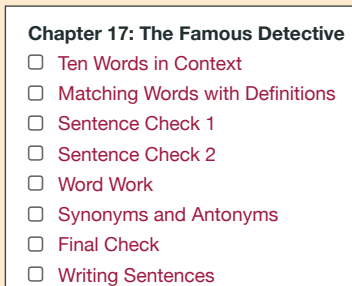 Chapter 17: The Famous Detective
Ten Words in Context
Matching Words with Definitions
Sentence Check 1
Sentence Check 2
Word Work
Synonyms and Antonyms
Final Check
Writing Sentences